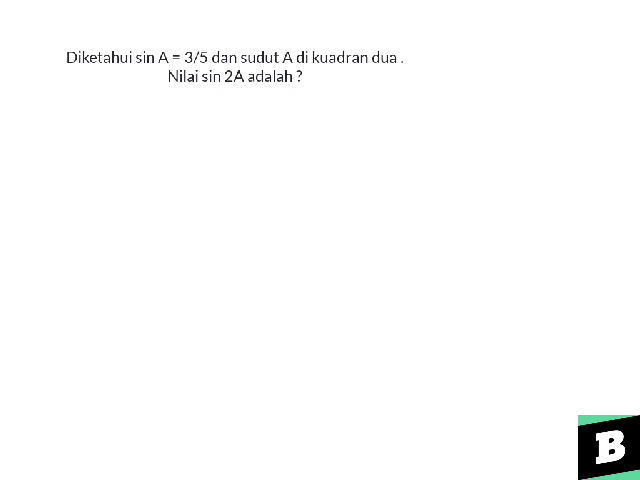 Diketahui sin A = 3/5 dan sudut A di kuadran dua .
Nilai sin 2A adalah ?
B